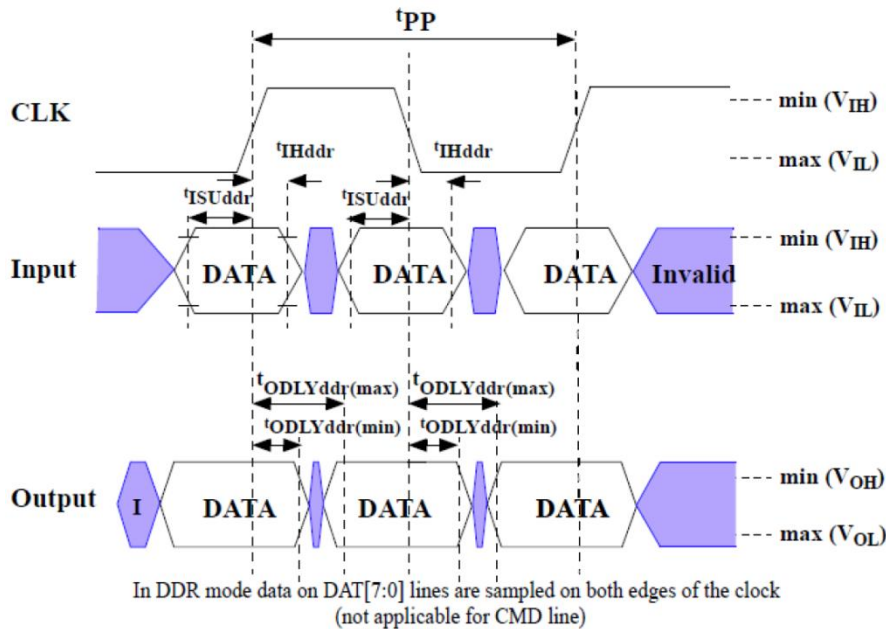 tPP
CLK
min (VIH)
tIHddr tIHddr
max (VIL)
tISUddr tISUddr
min (VIH)
Input DATA DATA DATA Invalid
max (VIL)
tODLYddr(max) tODLYddr(max)
tODLYddr(min) tODLYddr(min)
min (VOH)
Output I DATA DATA DATA
max (VOL)
In DDR mode data on DAT[7:0] lines are sampled on both edges of the clock
(not applicable for CMD line)